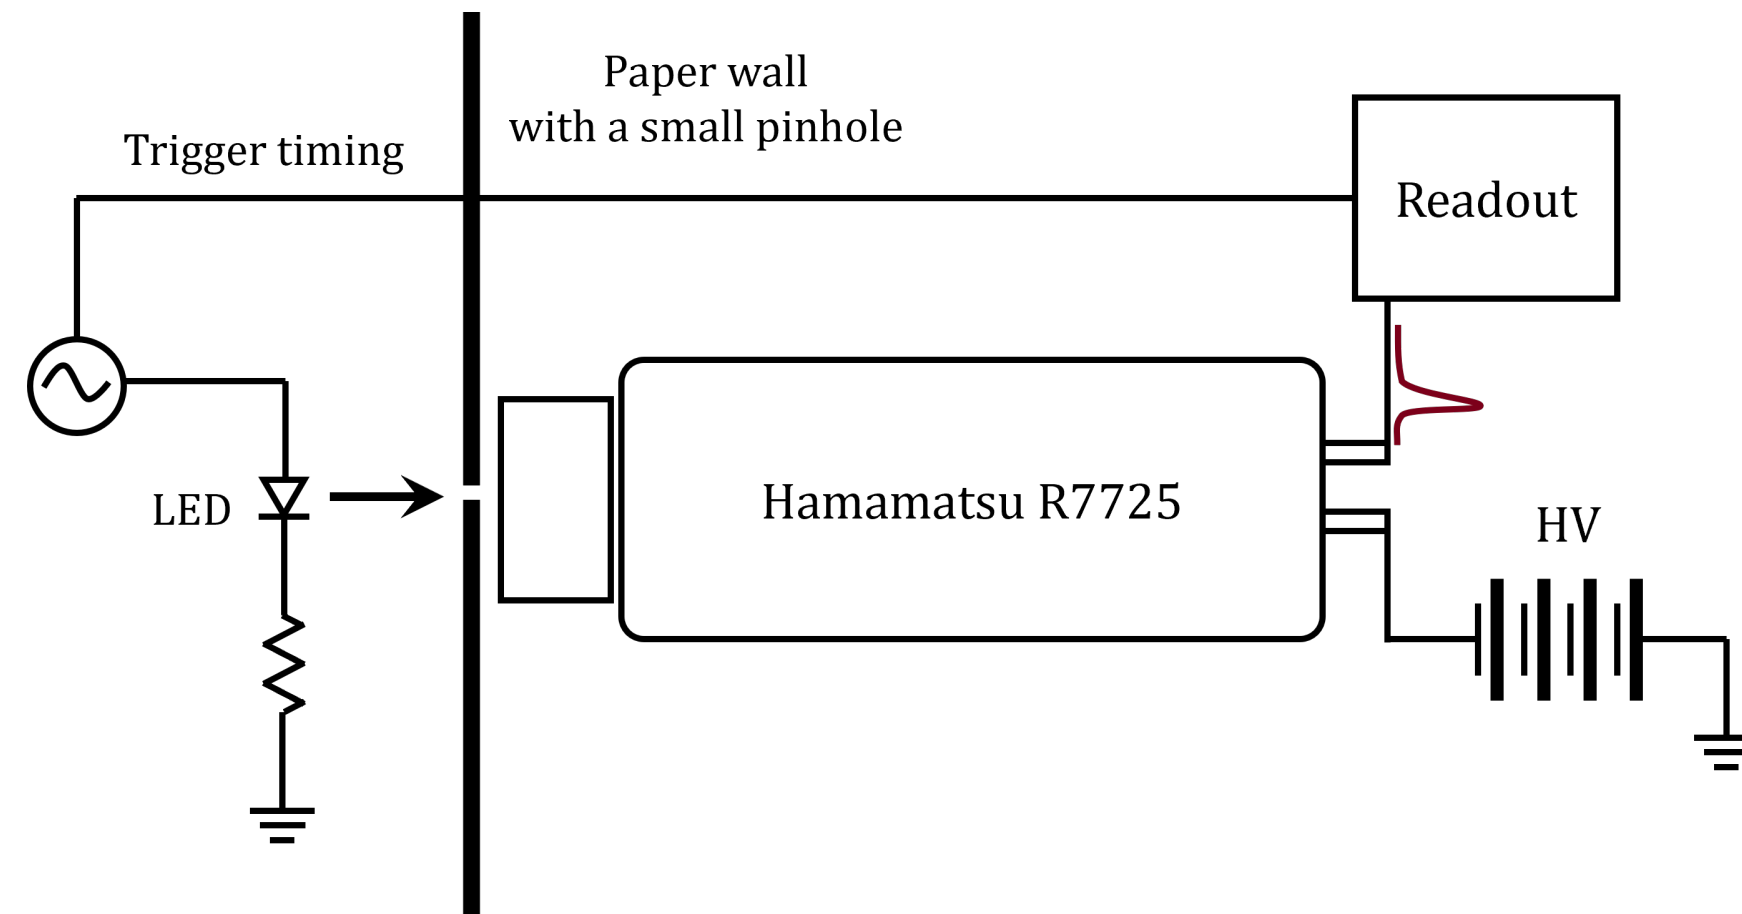 Paper wall
with a small pinhole
Trigger timing
Readout
LED
Hamamatsu R7725
HV